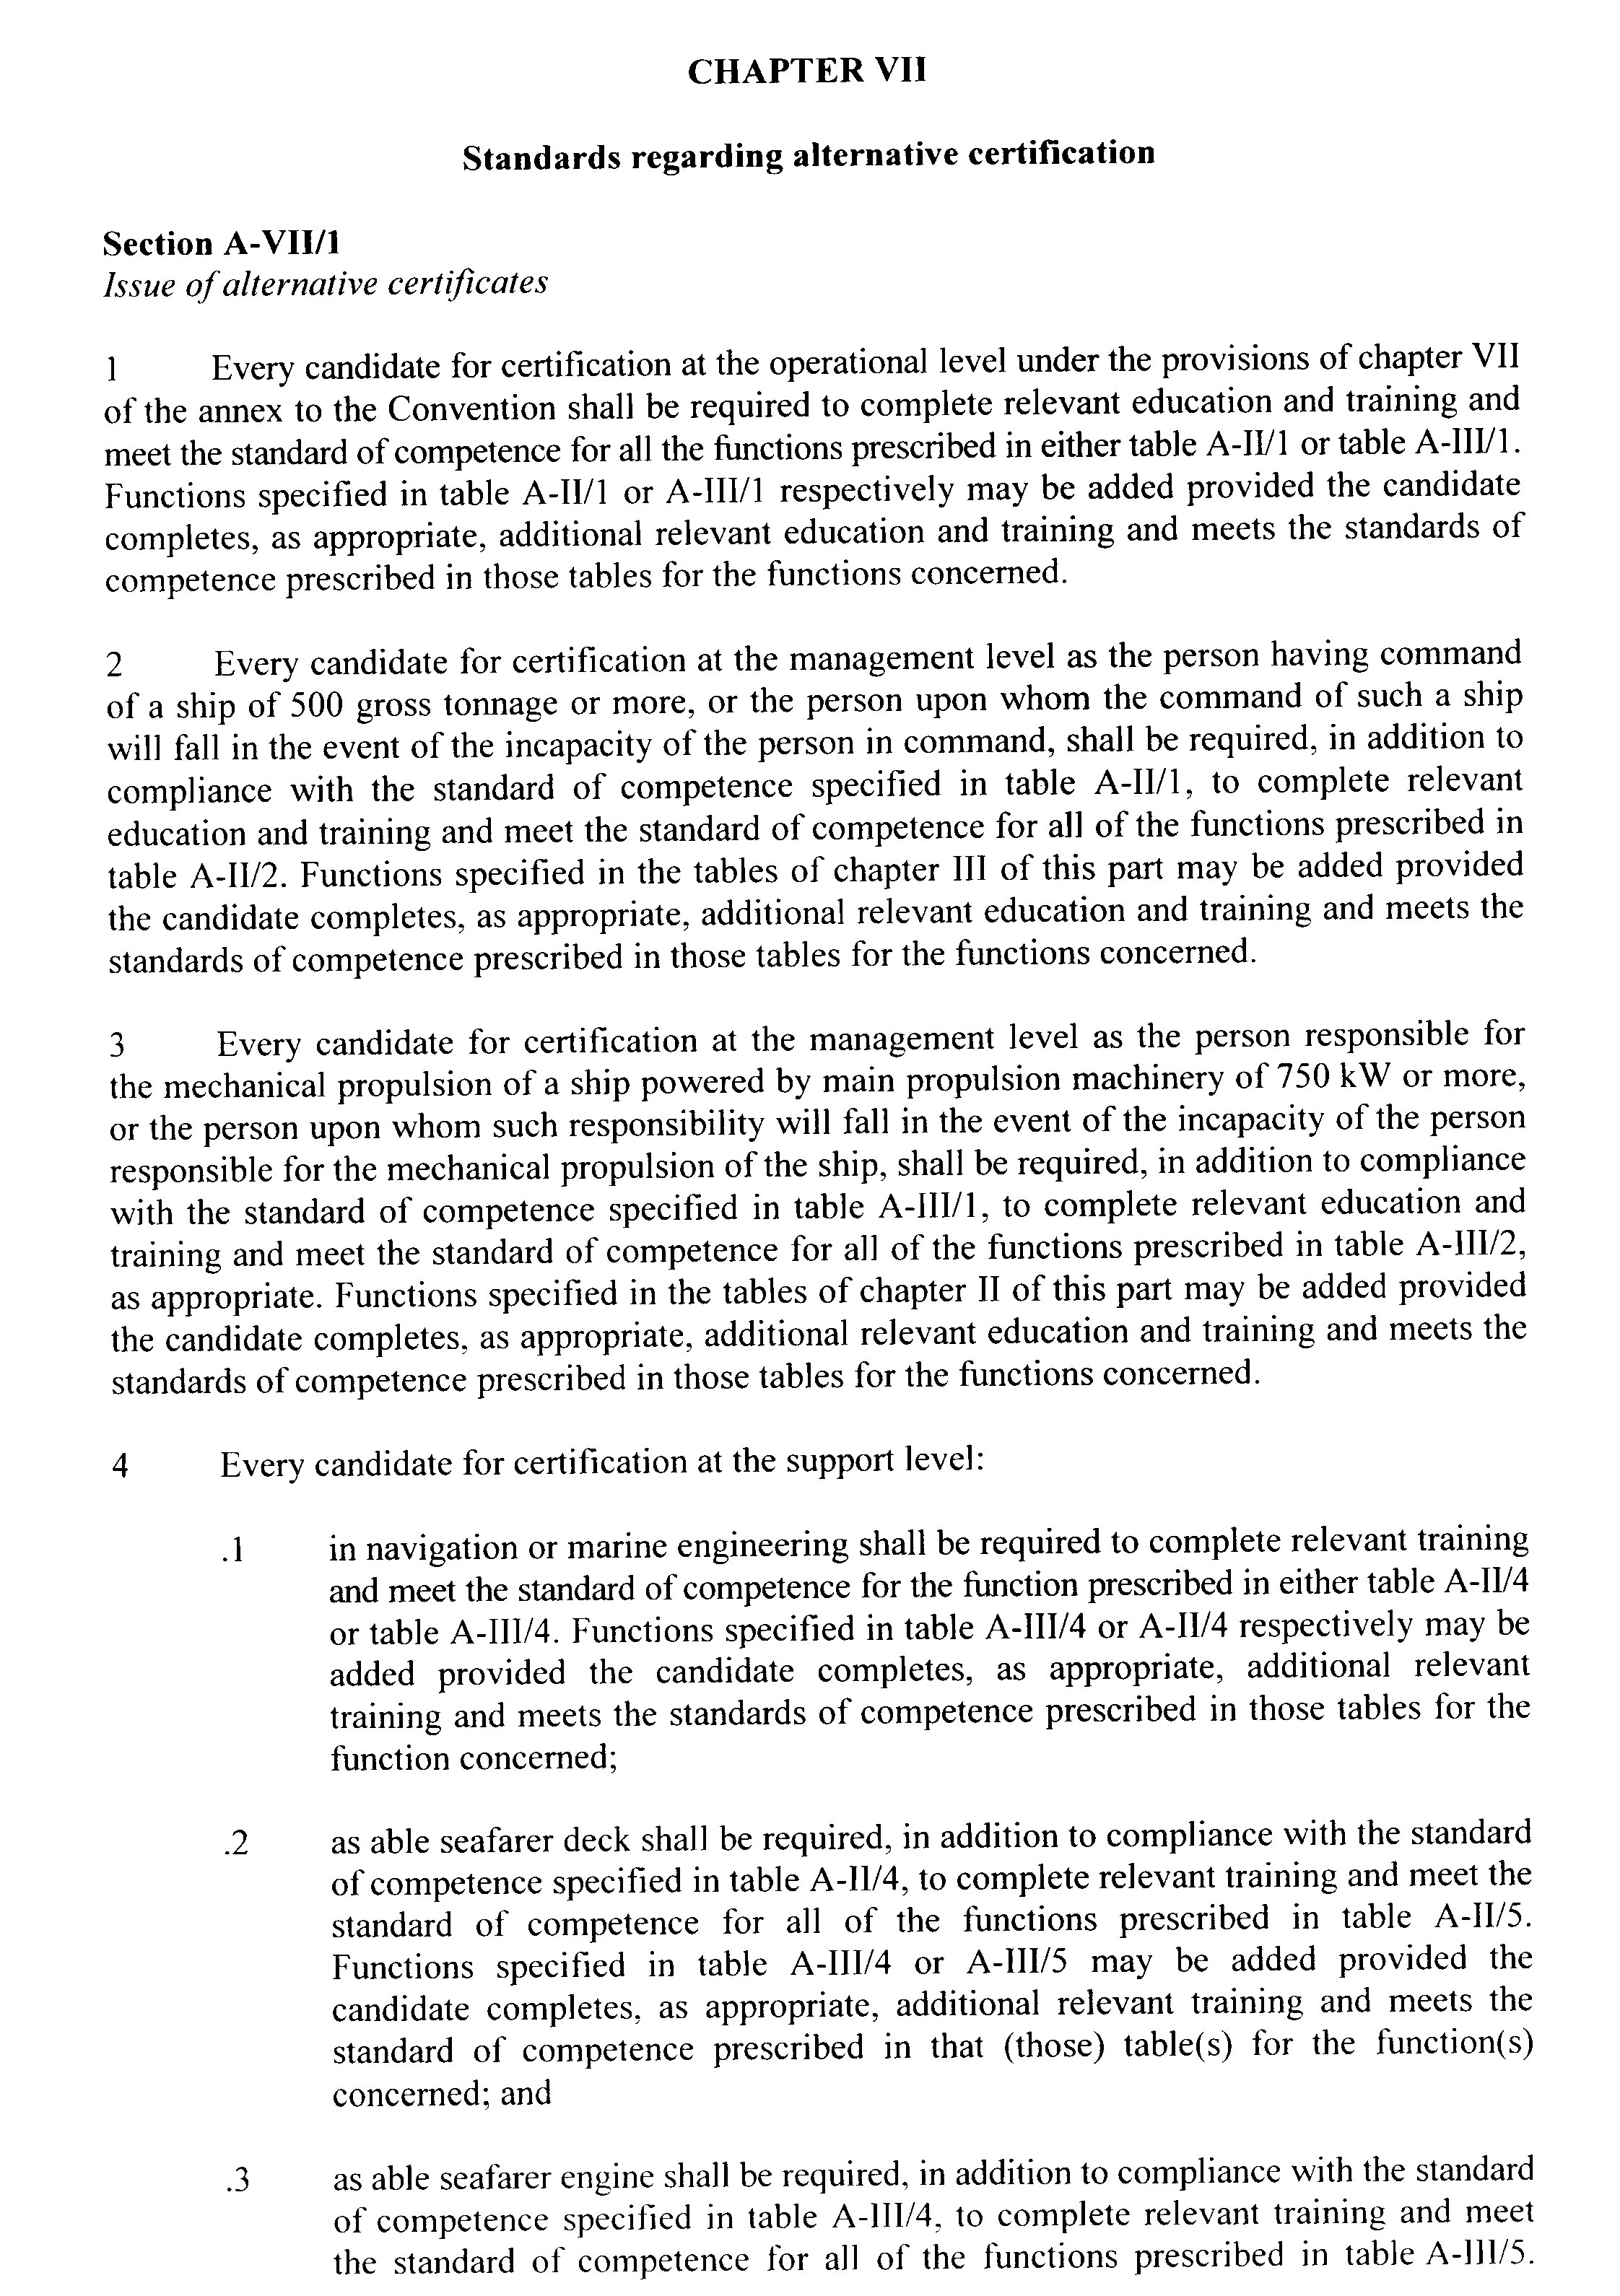 CHAPTER VII
Standards regarding alternative certification
Section A-VII/1
Issue of alternative certificates
1 Every candidate for certification at the operational level under the provisions of chapter VII
of the annex to the Convention shall be required to complete relevant education and training and
meet the standard of competence for all the functions prescribed in either table A-II/1 or table A-III/1.
Functions specified in table A-II/1 or A-III/1 respectively may be added provided the candidate
completes, as appropriate, additional relevant education and training and meets the standards of
competence prescribed in those tables for the functions concerned.
2 Every candidate for certification at the management level as the person having command
of a ship of 500 gross tonnage or more, or the person upon whom the command of such a ship
will fall in the event of the incapacity of the person in command, shall be required, in addition to
compliance with the standard of competence specified in table A-II/1, to complete relevant
education and training and meet the standard of competence for all of the functions prescribed in
table A-II/2. Functions specified in the tables of chapter III of this part may be added provided
the candidate completes, as appropriate, additional relevant education and training and meets the
standards of competence prescribed in those tables for the functions concerned.
3 Every candidate for certification at the management level as the person responsible for
the mechanical propulsion of a ship powered by main propulsion machinery of 750 kW or more,
or the person upon whom such responsibility will fall in the event of the incapacity of the person
responsible for the mechanical propulsion of the ship, shall be required, in addition to compliance
with the standard of competence specified in table A-III/1, to complete relevant education and
training and meet the standard of competence for all of the functions prescribed in table A-III/2,
as appropriate. Functions specified in the tables of chapter II of this part may be added provided
the candidate completes, as appropriate, additional relevant education and training and meets the
standards of competence prescribed in those tables for the functions concerned.
4 Every candidate for certification at the support level:
.1 in navigation or marine engineering shall be required to complete relevant training
and meet the standard of competence for the function prescribed in either table A-II/4
or table A-III/4. Functions specified in table A-III/4 or A-II/4 respectively may be
added provided the candidate completes, as appropriate, additional relevant
training and meets the standards of competence prescribed in those tables for the
function concerned;
.2 as able seafarer deck shall be required, in addition to compliance with the standard
of competence specified in table A-II/4, to complete relevant training and meet the
standard of competence for all of the functions prescribed in table A-II/5.
Functions specified in table A-III/4 or A-III/5 may be added provided the
candidate completes, as appropriate, additional relevant training and meets the
standard of competence prescribed in that (those) table(s) for the function(s)
concerned; and
.3 as able seafarer engine shall be required, in addition to compliance with the standard
of competence specified in table A-III/4, to complete relevant training and meet
the standard of competence for all of the functions prescribed in table A-III/5.